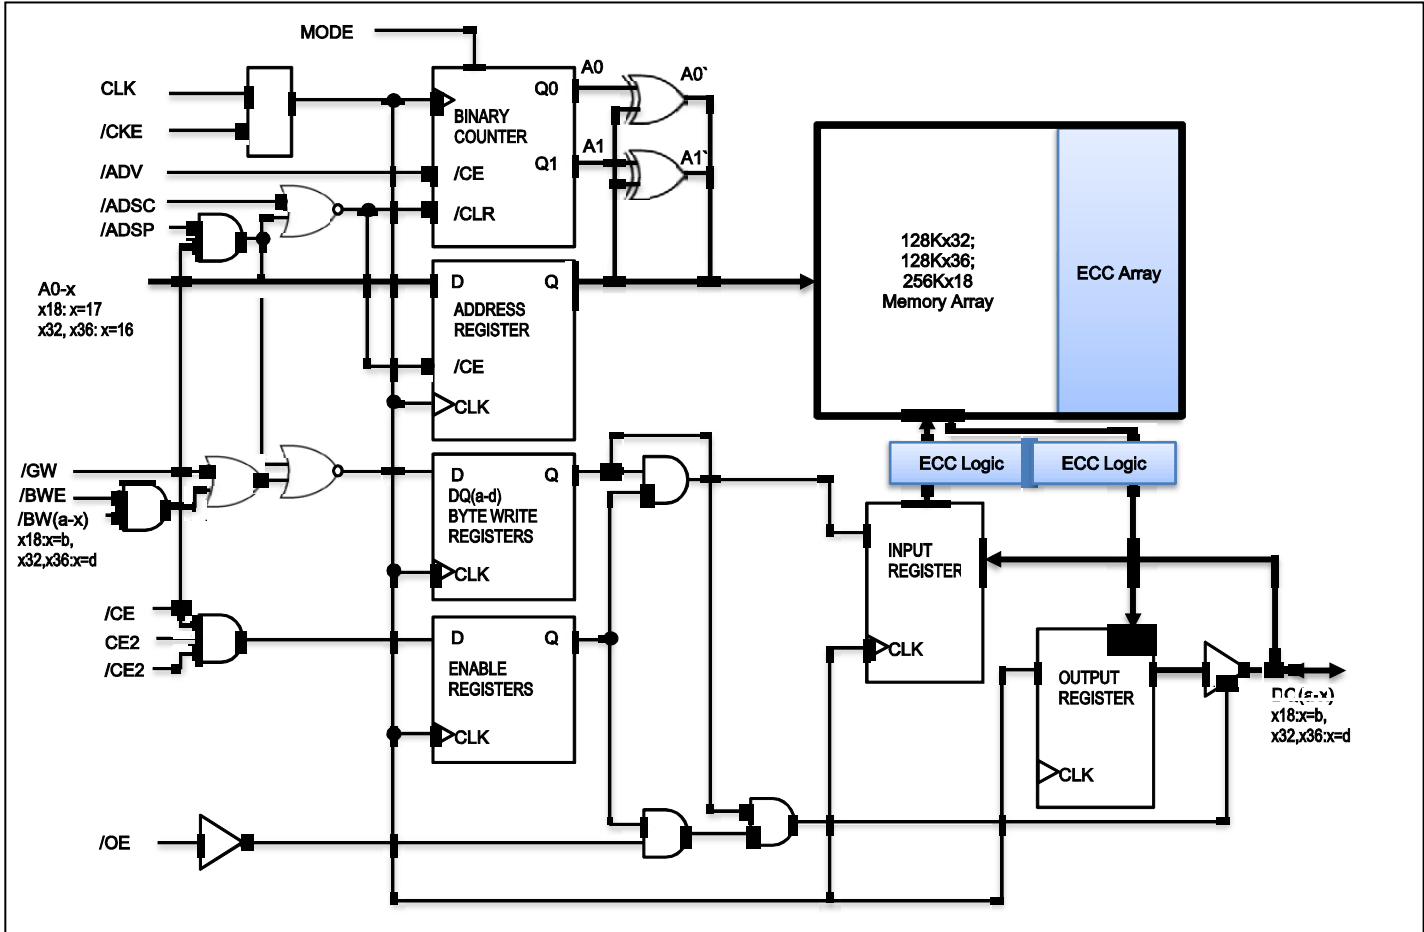 MODE
CLK
/CKE
/ADV
/ADSC
/ADSP
BINARY
COUNTER
Q0
Q1
/CE
/CLR
A0
A1
A0`
A1`
A0-x
x18: x=17
x32, x36: x=16
D
Q
ADDRESS
REGISTER
/CE
CLK
128Kx32;
128Kx36;
256Kx18
Memory Array
ECC Array
ECC Logic
ECC Logic
/GW
/BWE
/BW(a-x)
x18:x=b,
x32,x36:x=d
D
Q
DQ(a-d)
BYTE WRITE
REGISTERS
CLK
INPUT
REGISTER
CLK
/CE
CE2
/CE2
D
Q
ENABLE
REGISTERS
CLK
OUTPUT
REGISTER
CLK
DQ(a-x)
x18:x=b,
x32,x36:x=d
/OE